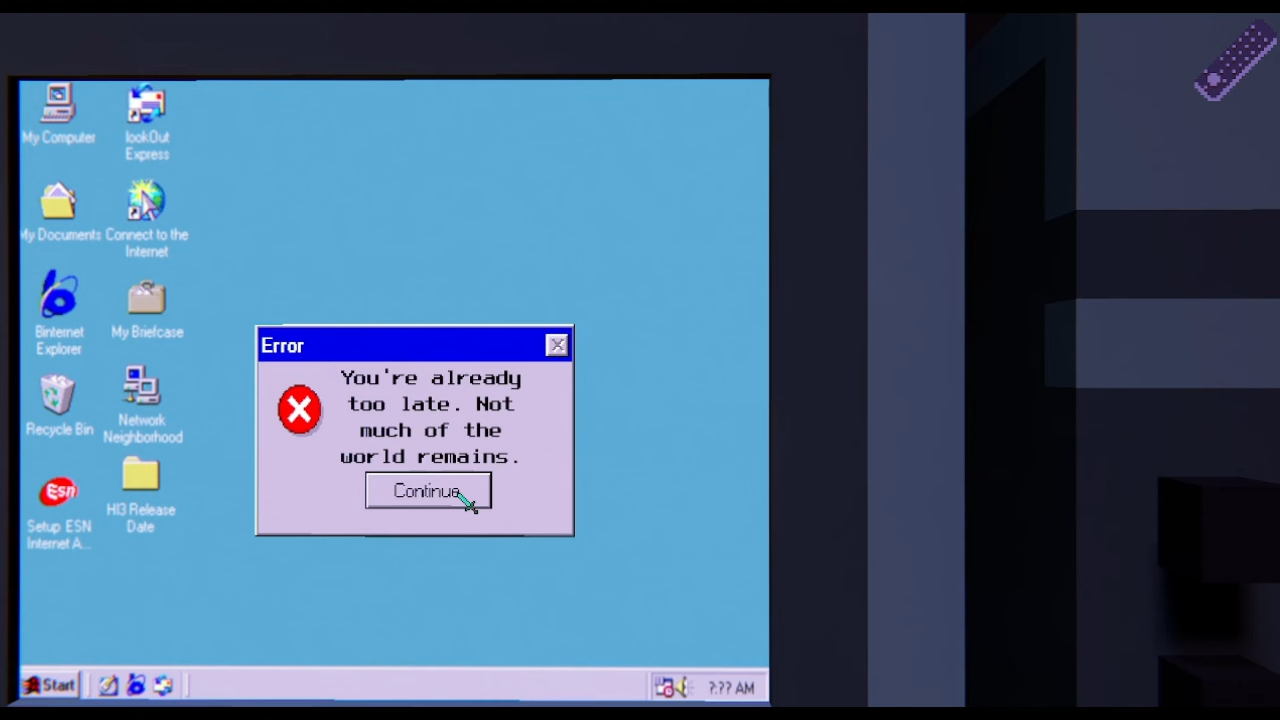 My Computer
lookOut
Express
My Documents
Connect to the
Internet
Binternet
Explorer
My Briefcase
Recycle Bin
Network
Neighborhood
Esn
Setup ESN
Internet A...
HI3 Release
Date
Error
You're already
too late. Not
much of the
world remains.
Continue
Start
?:?? AM